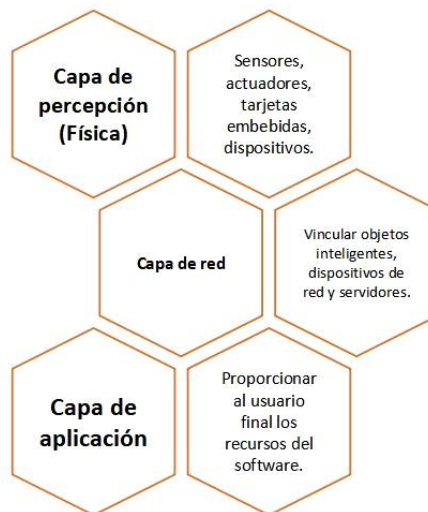 Capa de
percepción
(Física)
Sensores,
actuadores,
tarjetas
embebidas,
dispositivos.
Capa de red
Vincular objetos
inteligentes,
dispositivos de
red y servidores.
Capa de
aplicación
Proporcionar
al usuario
final los
recursos del
software.